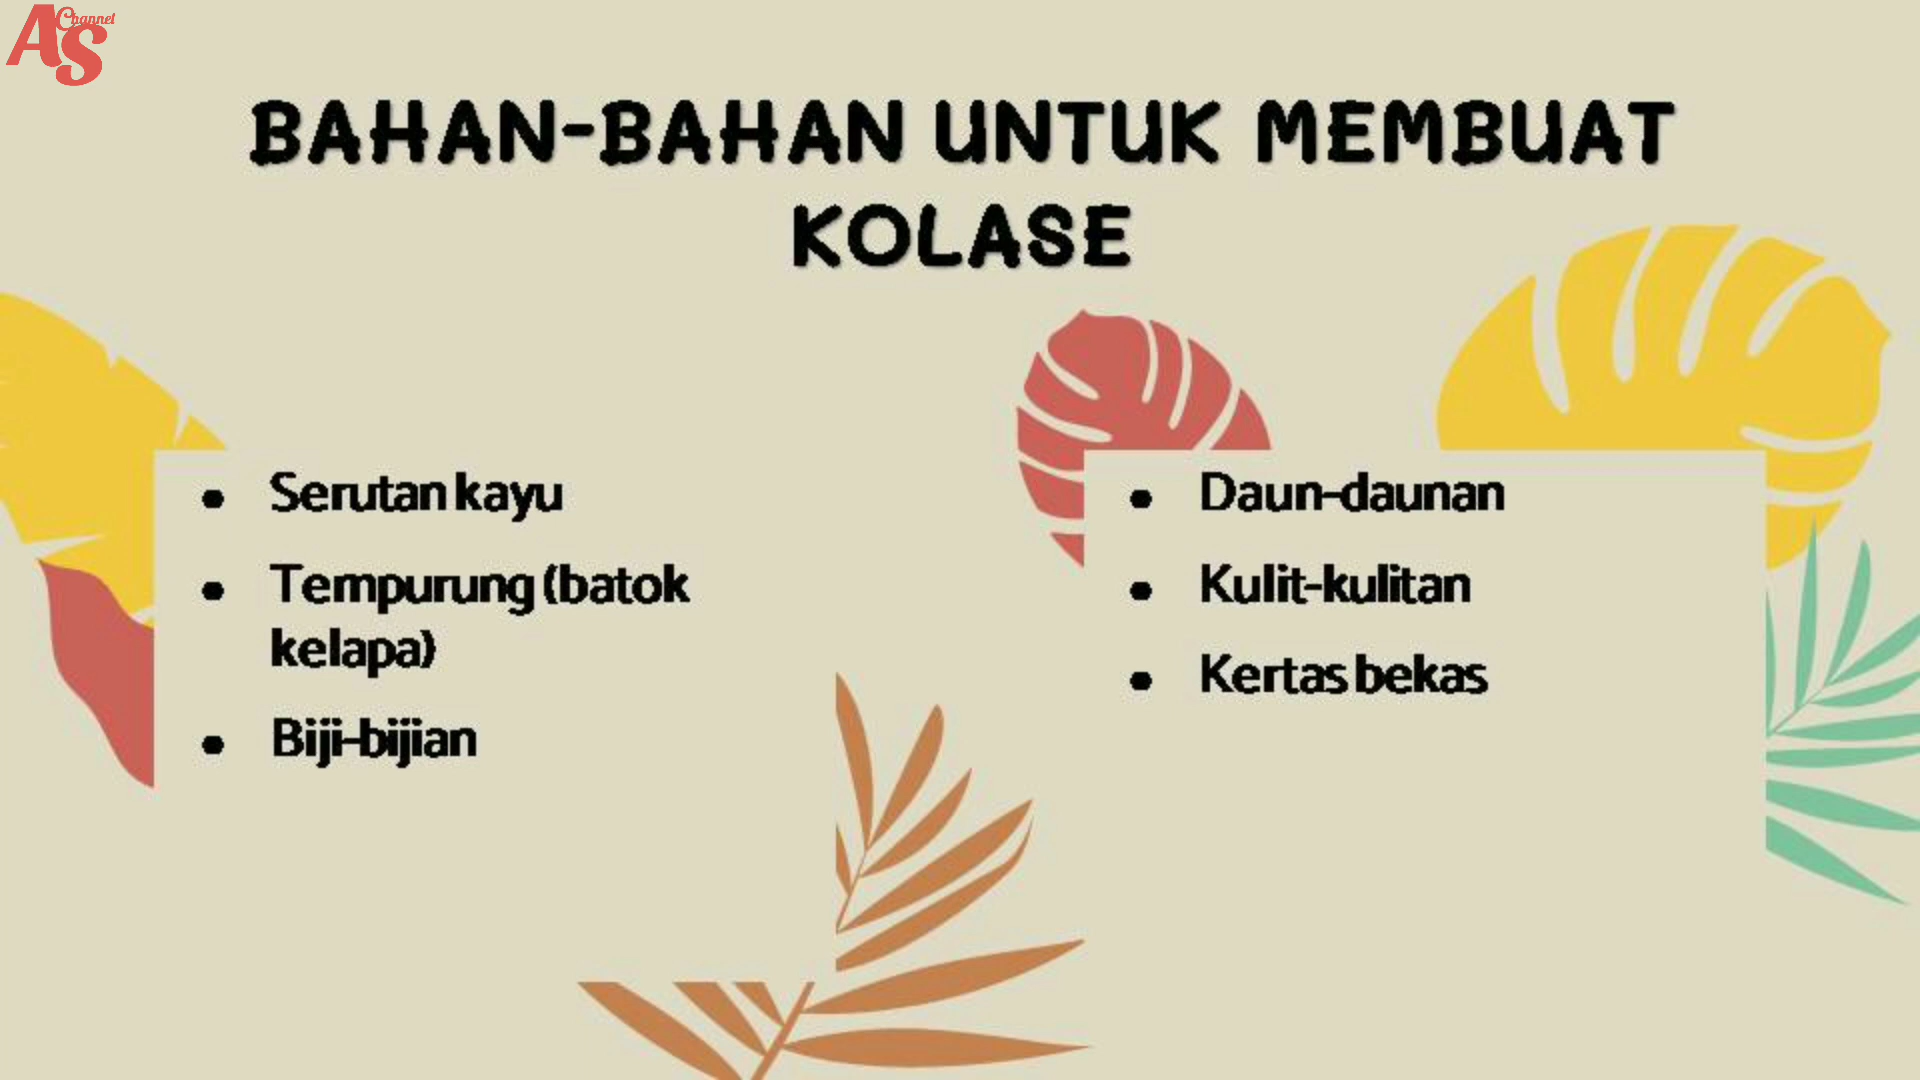 AS Channel
BAHAN-BAHAN UNTUK MEMBUAT
KOLASE
• Serutan kayu
• Tempurung (batok
kelapa)
• Biji-bijian
• Daun-daunan
• Kulit-kulitan
• Kertas bekas